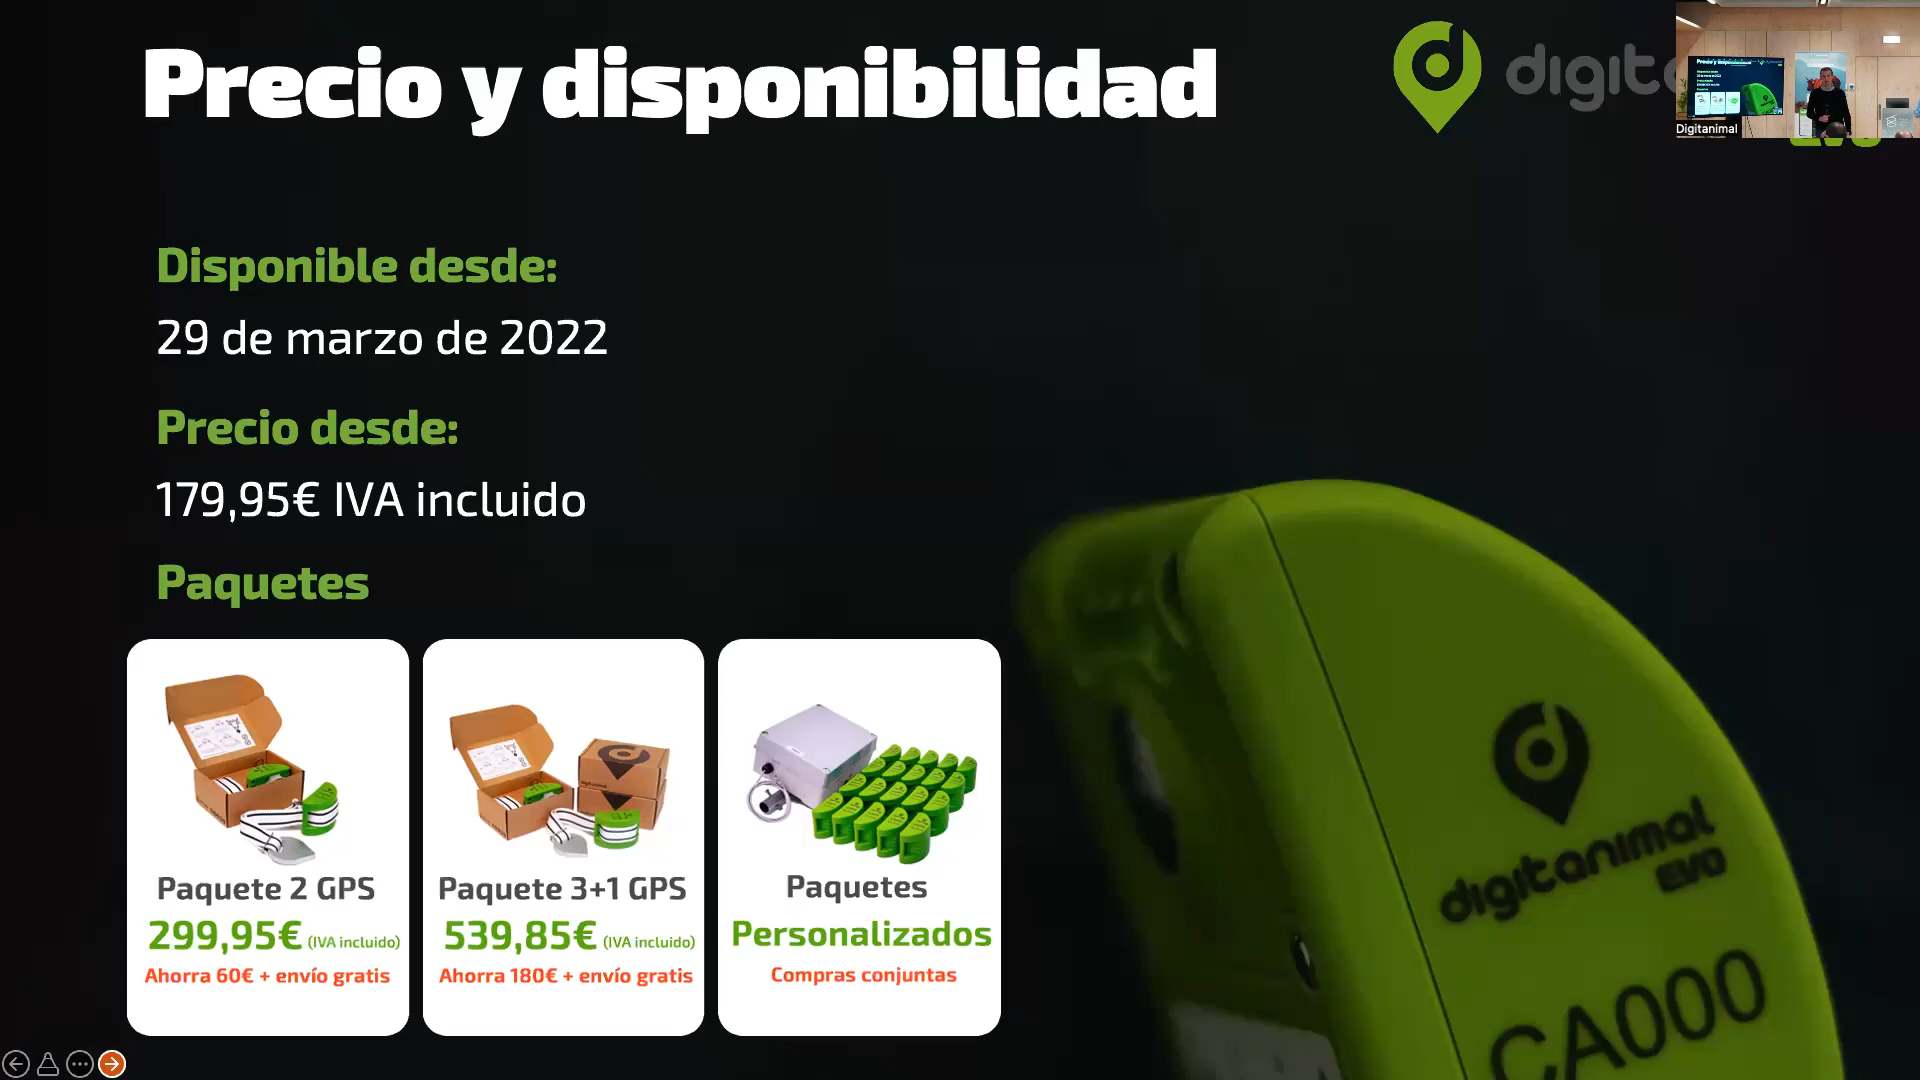 Precio y disponibilidad
digita
Digitanimal
Disponible desde:
29 de marzo de 2022
Precio desde:
179,95€ IVA incluido
Paquetes
Paquete 2 GPS
299,95€ (IVA incluido)
Ahorra 60€ + envío gratis
Paquete 3+1 GPS
539,85€ (IVA incluido)
Ahorra 180€ + envío gratis
Paquetes
Personalizados
Compras conjuntas
digitanimal
EVO
CA000